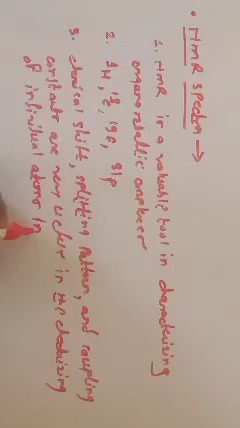 • NMR spectra →
1. NMR is a valuable tool in characterizing
organometallic complexes
2. 1H, 13C, 19F, 31P
3. chemical shift, splitting pattern, and coupling
constants are very useful in the
of individual atoms in